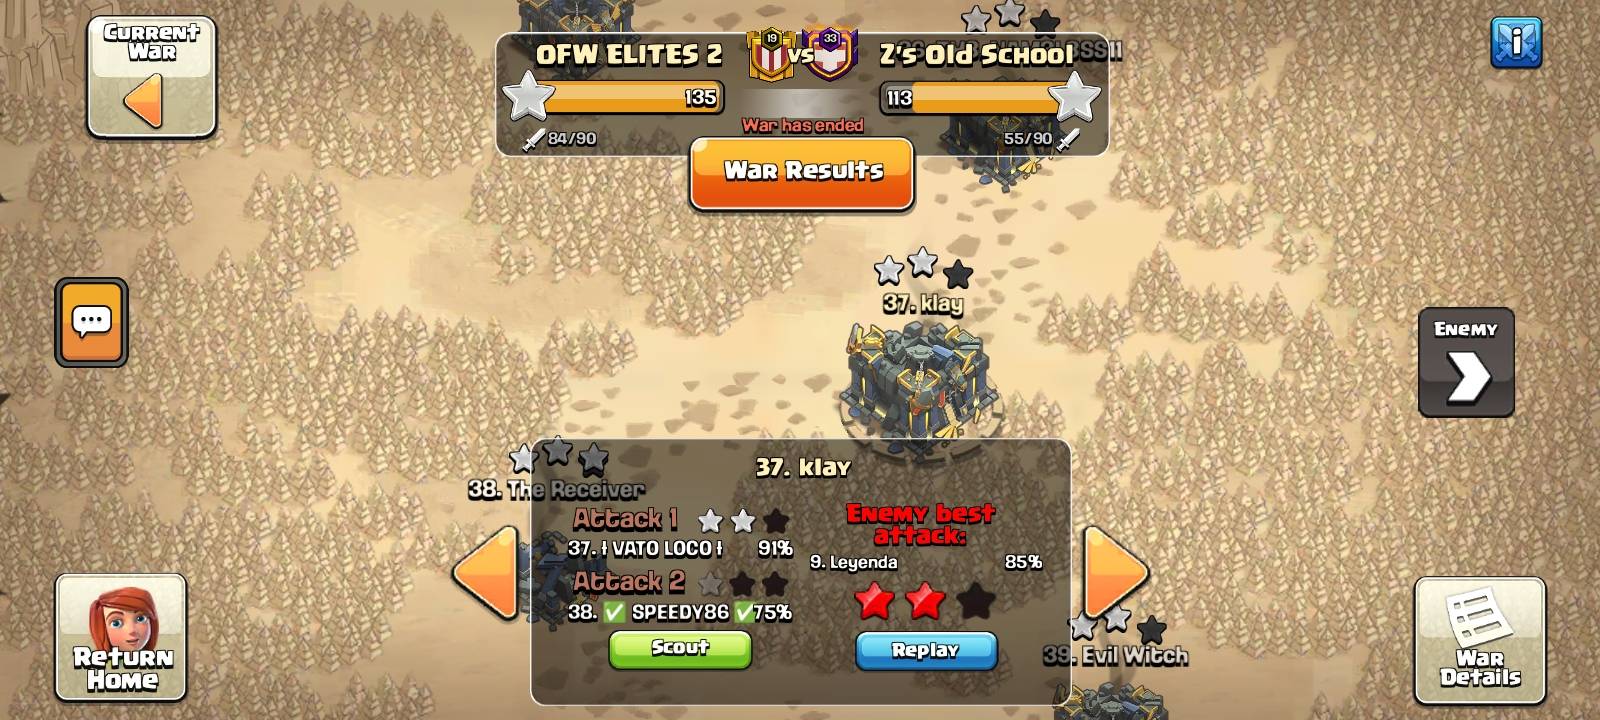 Current
War
OFW ELITES 2
19
vs
33
Z's Old School
135
113
84/90
War has ended
55/90
War Results
37. klay
Enemy
38. The Receiver
37. klay
Attack 1
37. ⫲ VATO LOCO ⫲ 91%
Attack 2
38. ✅ SPEEDY86 ✅75%
Enemy best
attack:
9. Leyenda 85%
Scout
Replay
39. Evil Witch
Return
Home
War
Details